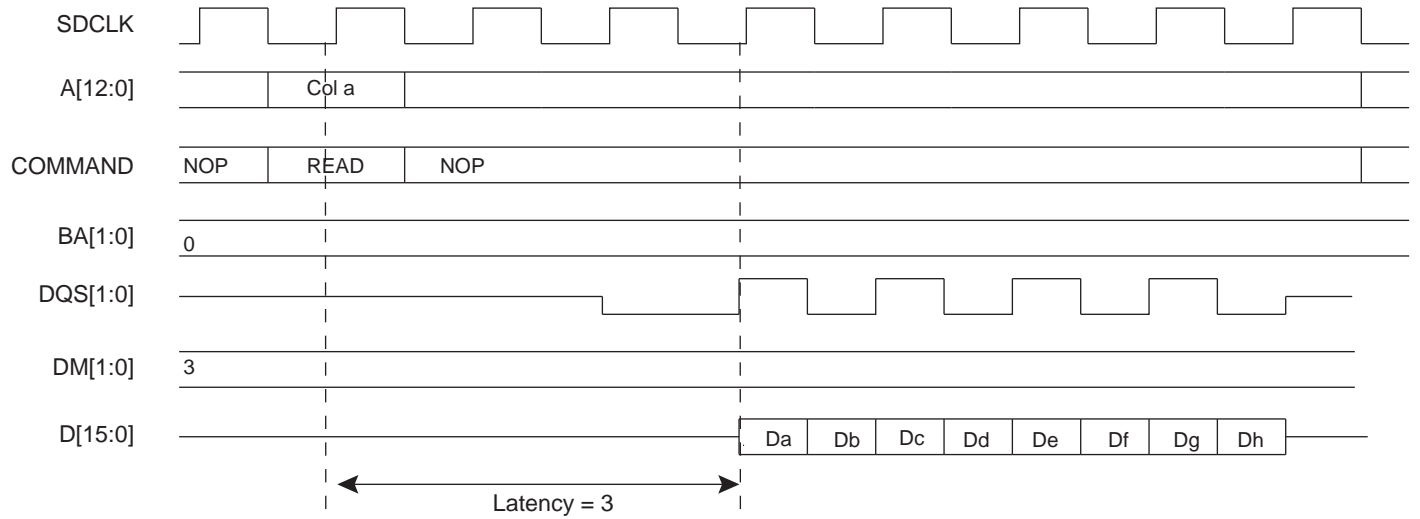 SDCLK
A[12:0] Col a
COMMAND NOP READ NOP
BA[1:0] 0
DQS[1:0]
DM[1:0] 3
D[15:0] Da Db Dc Dd De Df Dg Dh
Latency = 3